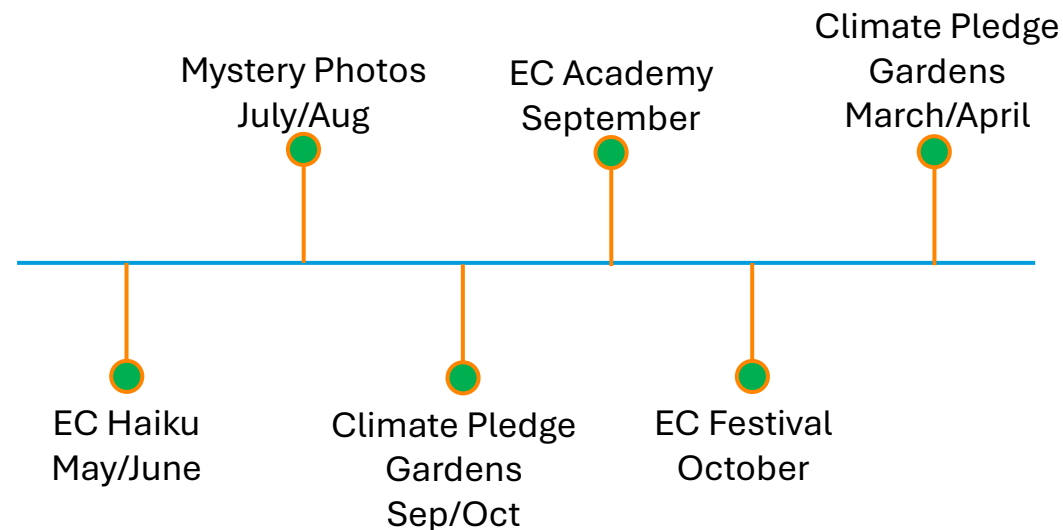 Mystery Photos
July/Aug
EC Academy
September
Climate Pledge
Gardens
March/April
EC Haiku
May/June
Climate Pledge
Gardens
Sep/Oct
EC Festival
October